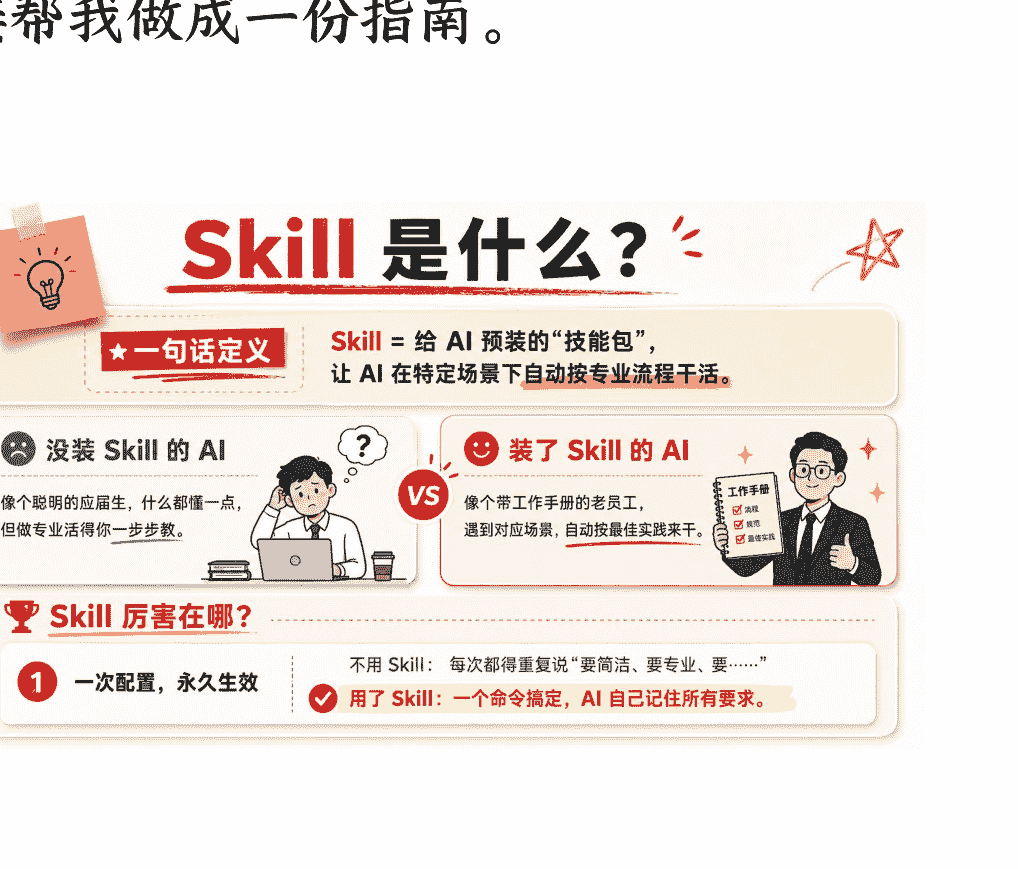 帮我做成一份指南。
Skill 是什么?
一句话定义
Skill = 给 AI 预装的“技能包”,
让 AI 在特定场景下自动按专业流程干活。
没装 Skill 的 AI
像个聪明的应届生,什么都懂一点,
但做专业活得你一步步教。
?
VS
装了 Skill 的 AI
像个带工作手册的老员工,
遇到对应场景, 自动按最佳实践来干。
工作手册
流程
规范
最佳实践
Skill 厉害在哪?
1
一次配置,永久生效
不用 Skill: 每次都得重复说“要简洁、要专业、要……”
用了 Skill: 一个命令搞定,AI 自己记住所有要求。